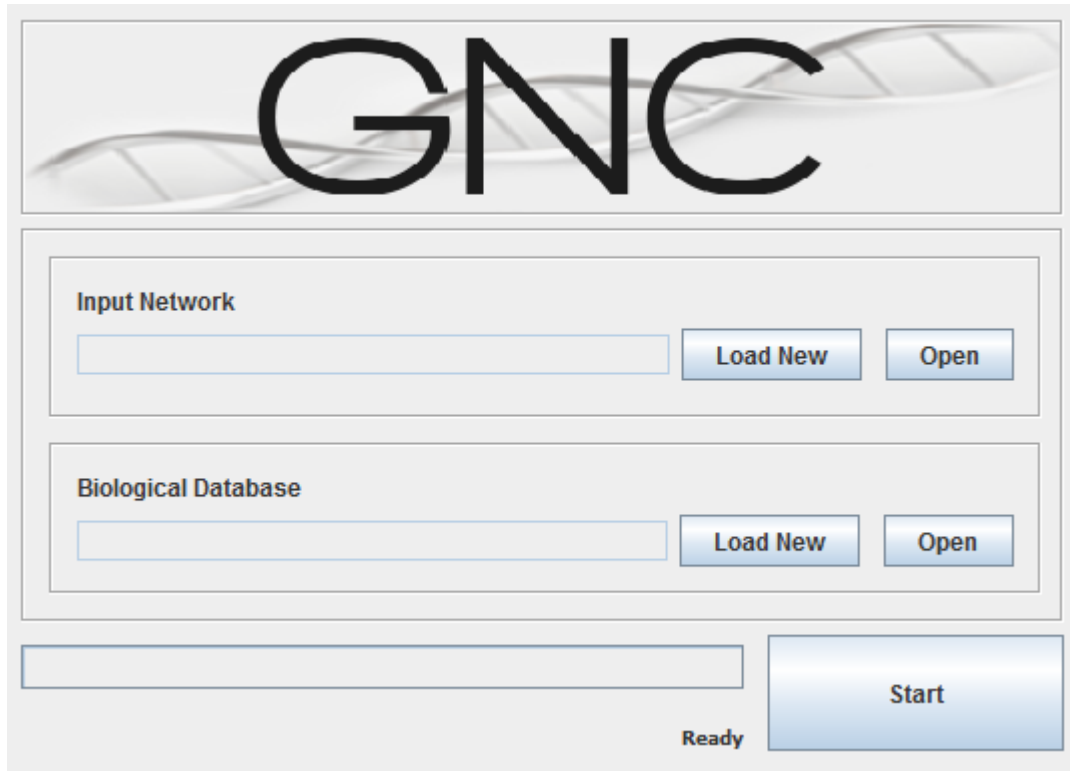 GNC
Input Network
Load New Open
Biological Database
Load New Open
Start
Ready